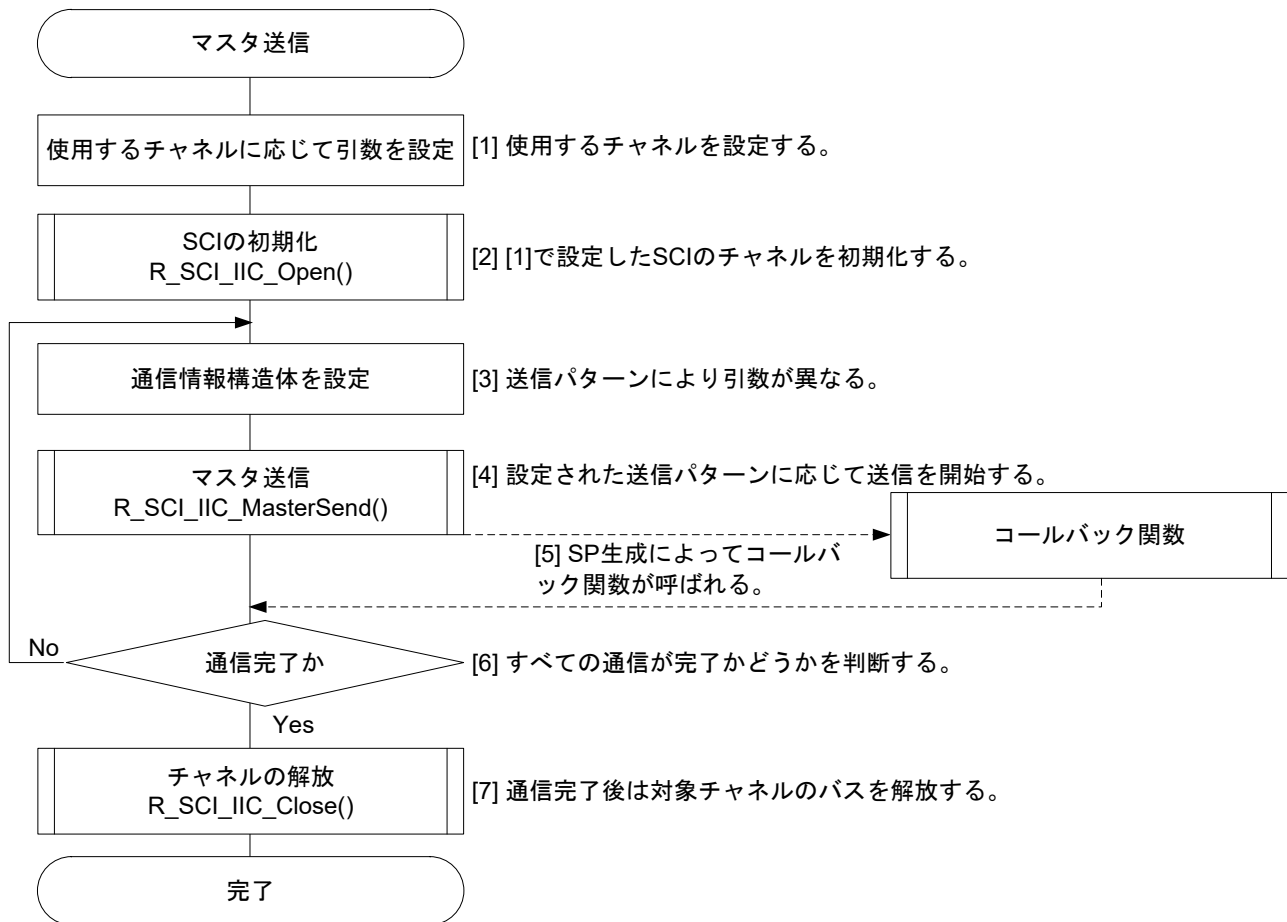 マスタ送信
使用するチャネルに応じて引数を設定
[1] 使用するチャネルを設定する。
SCIの初期化
R_SCI_IIC_Open()
[2] [1]で設定したSCIのチャネルを初期化する。
通信情報構造体を設定
[3] 送信パターンにより引数が異なる。
マスタ送信
R_SCI_IIC_MasterSend()
[4] 設定された送信パターンに応じて送信を開始する。
コールバック関数
[5] SP生成によってコールバ
ック関数が呼ばれる。
No
通信完了か
[6] すべての通信が完了かどうかを判断する。
Yes
チャネルの解放
R_SCI_IIC_Close()
[7] 通信完了後は対象チャネルのバスを解放する。
完了